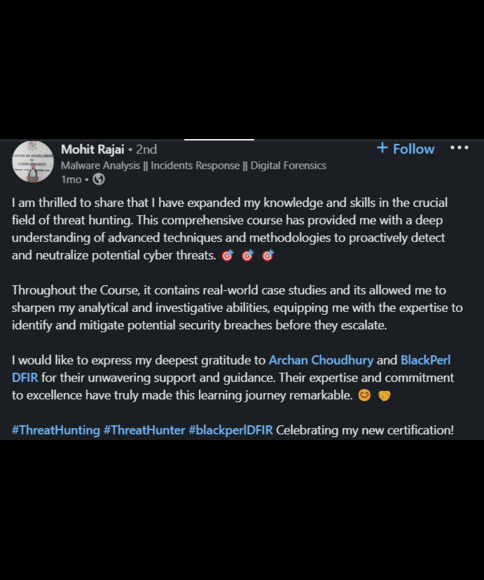 Mohit Rajai • 2nd
+ Follow •••
Malware Analysis || Incidents Response || Digital Forensics
1mo •
I am thrilled to share that I have expanded my knowledge and skills in the crucial
field of threat hunting. This comprehensive course has provided me with a deep
understanding of advanced techniques and methodologies to proactively detect
and neutralize potential cyber threats. 🎯 🎯 🎯
Throughout the Course, it contains real-world case studies and its allowed me to
sharpen my analytical and investigative abilities, equipping me with the expertise to
identify and mitigate potential security breaches before they escalate.
I would like to express my deepest gratitude to Archan Choudhury and BlackPerl
DFIR for their unwavering support and guidance. Their expertise and commitment
to excellence have truly made this learning journey remarkable.
#ThreatHunting #ThreatHunter #blackperlDFIR Celebrating my new certification!